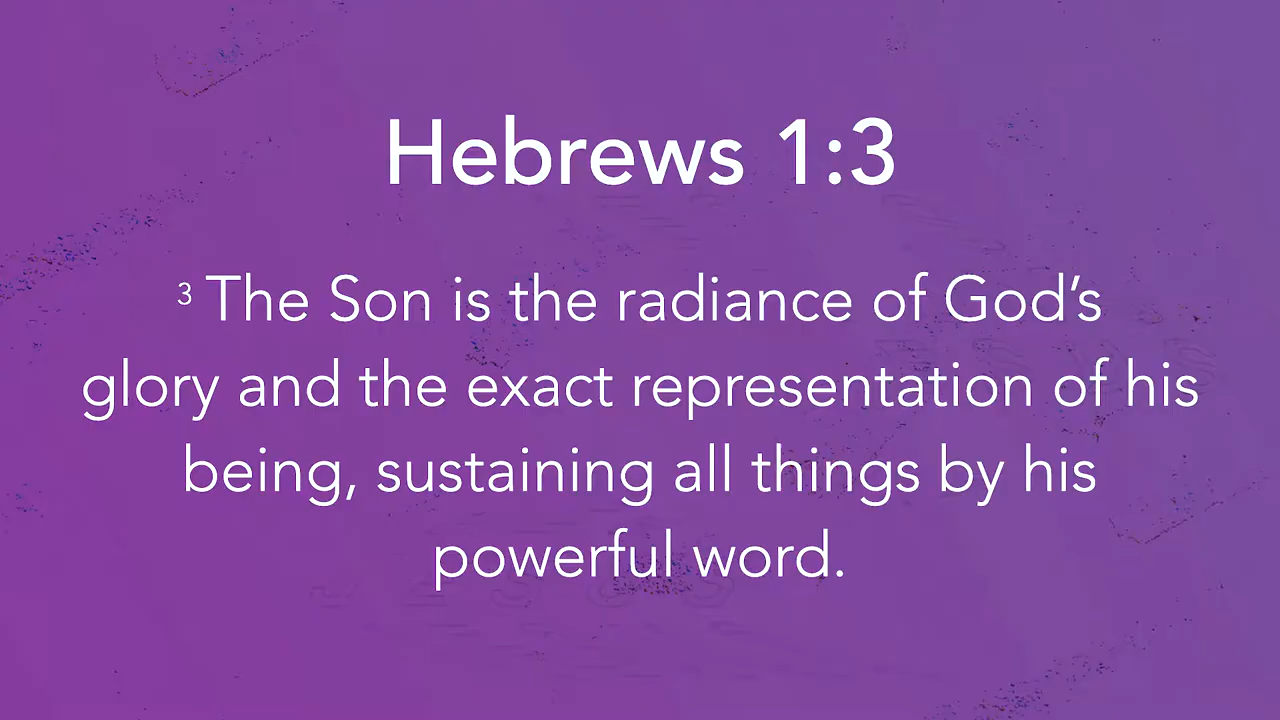 Hebrews 1:3
3 The Son is the radiance of God’s
glory and the exact representation of his
being, sustaining all things by his
powerful word.